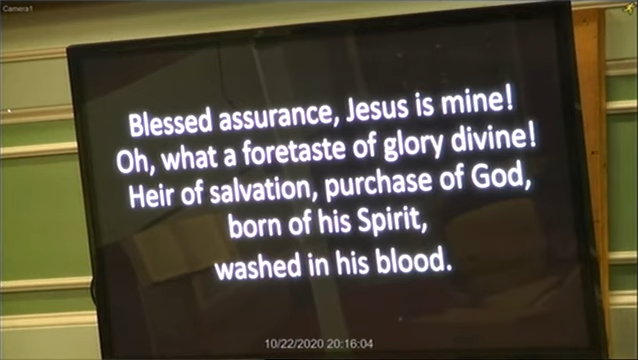 Camera1
Blessed assurance, Jesus is mine!
Oh, what a foretaste of glory divine!
Heir of salvation, purchase of God,
born of his Spirit,
washed in his blood.
10/22/2020 20:16:04